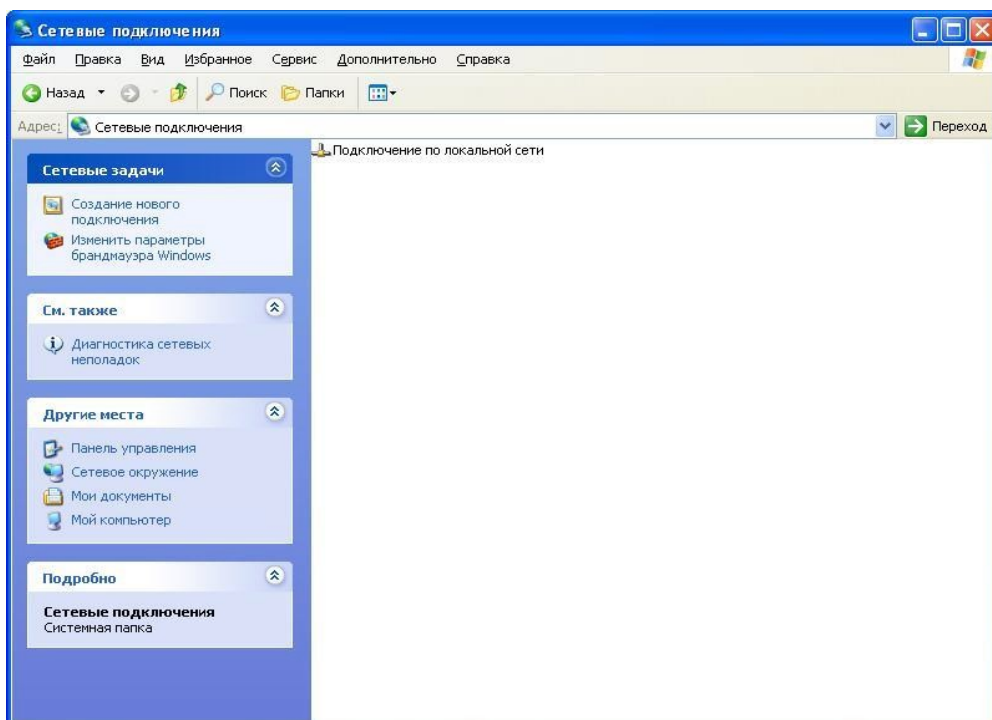 Сетевые подключения
Файл Правка Вид Избранное Сервис Дополнительно Справка
Назад Поиск Папки
Адрес: Сетевые подключения Переход
Сетевые задачи
Создание нового
подключения
Изменить параметры
брандмауэра Windows
См. также
Диагностика сетевых
неполадок
Другие места
Панель управления
Сетевое окружение
Мои документы
Мой компьютер
Подробно
Сетевые подключения
Системная папка
Подключение по локальной сети